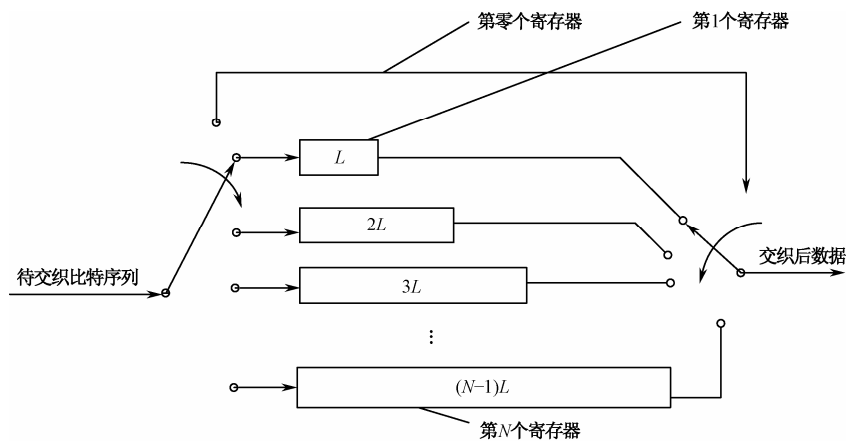 第零个寄存器
第1个寄存器
L
2L
待交织比特序列
交织后数据
3L
⋮
(N−1)L
第N个寄存器